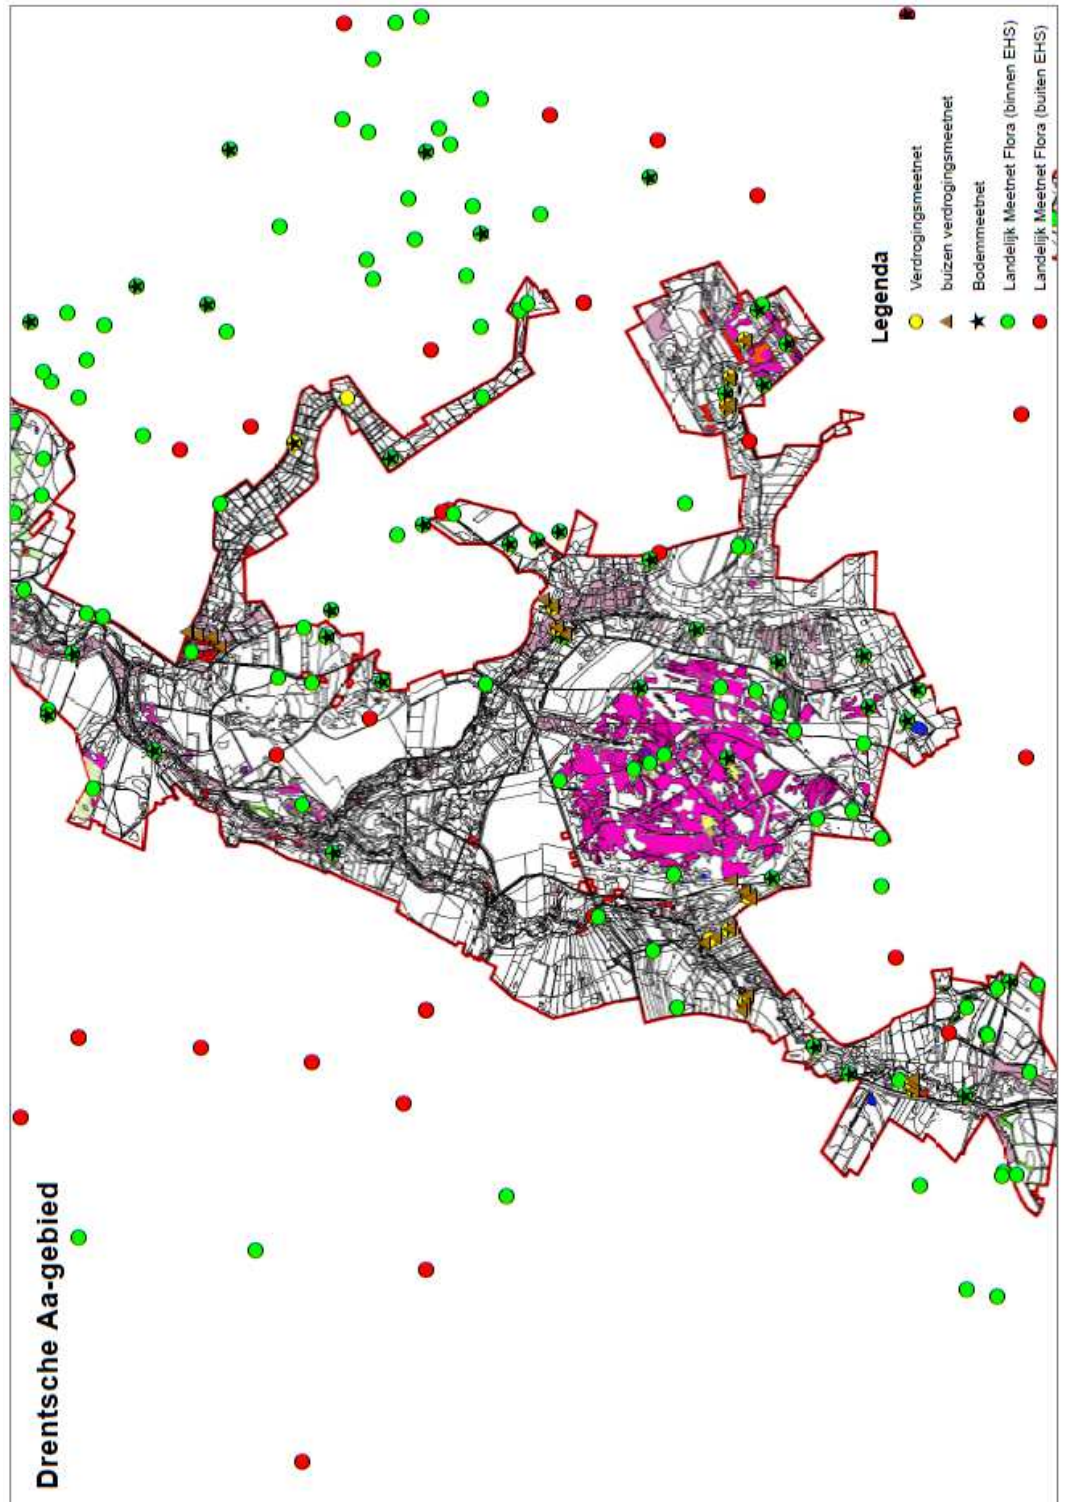 Drentsche Aa-gebied
Legenda
Verdrogingsmeetnet
buizen verdrogingsmeetnet
Bodemmeetnet
Landelijk Meetnet Flora (binnen EHS)
Landelijk Meetnet Flora (buiten EHS)